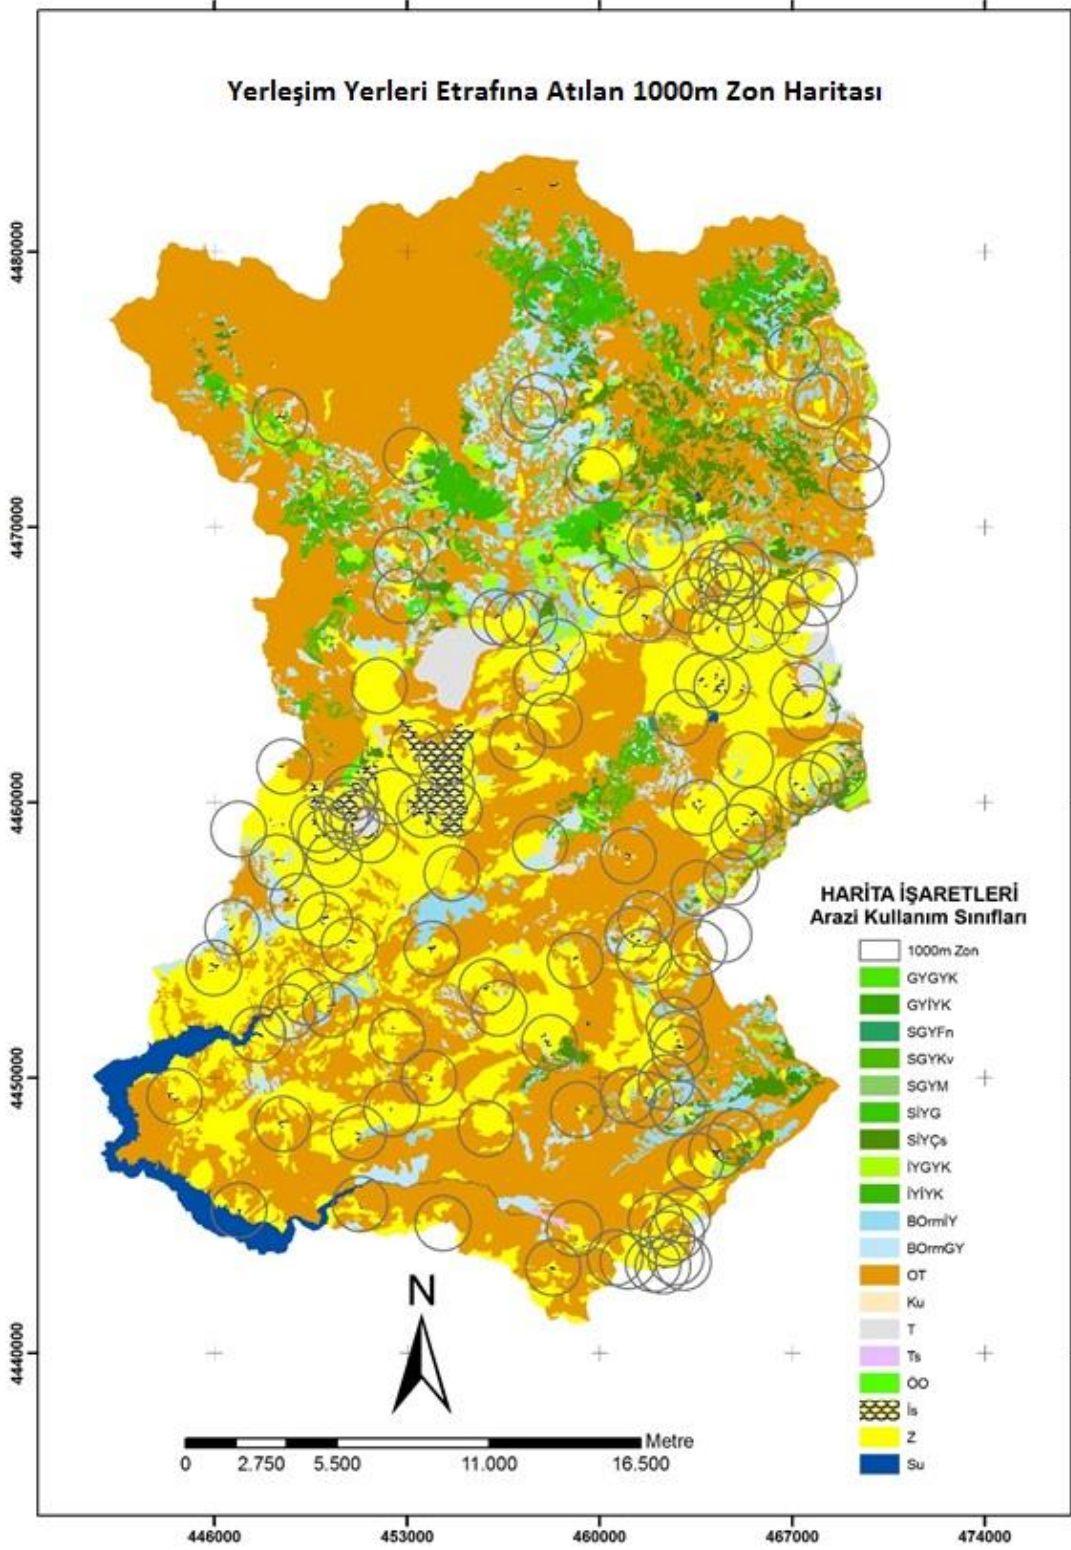 Yerleşim Yerleri Etrafına Atılan 1000m Zon Haritası
4480000
4470000
4460000
4450000
4440000
HARİTA İŞARETLERİ
Arazi Kullanım Sınıfları
1000m Zon
GYGYK
GYİYK
SGYFn
SGYKv
SGYM
SİYG
SİYÇs
İYGYK
İYİYK
BOrmİY
BOrmGY
OT
Ku
T
Ts
ÖO
İs
Z
Su
N
Metre
0 2.750 5.500 11.000 16.500
446000 453000 460000 467000 474000